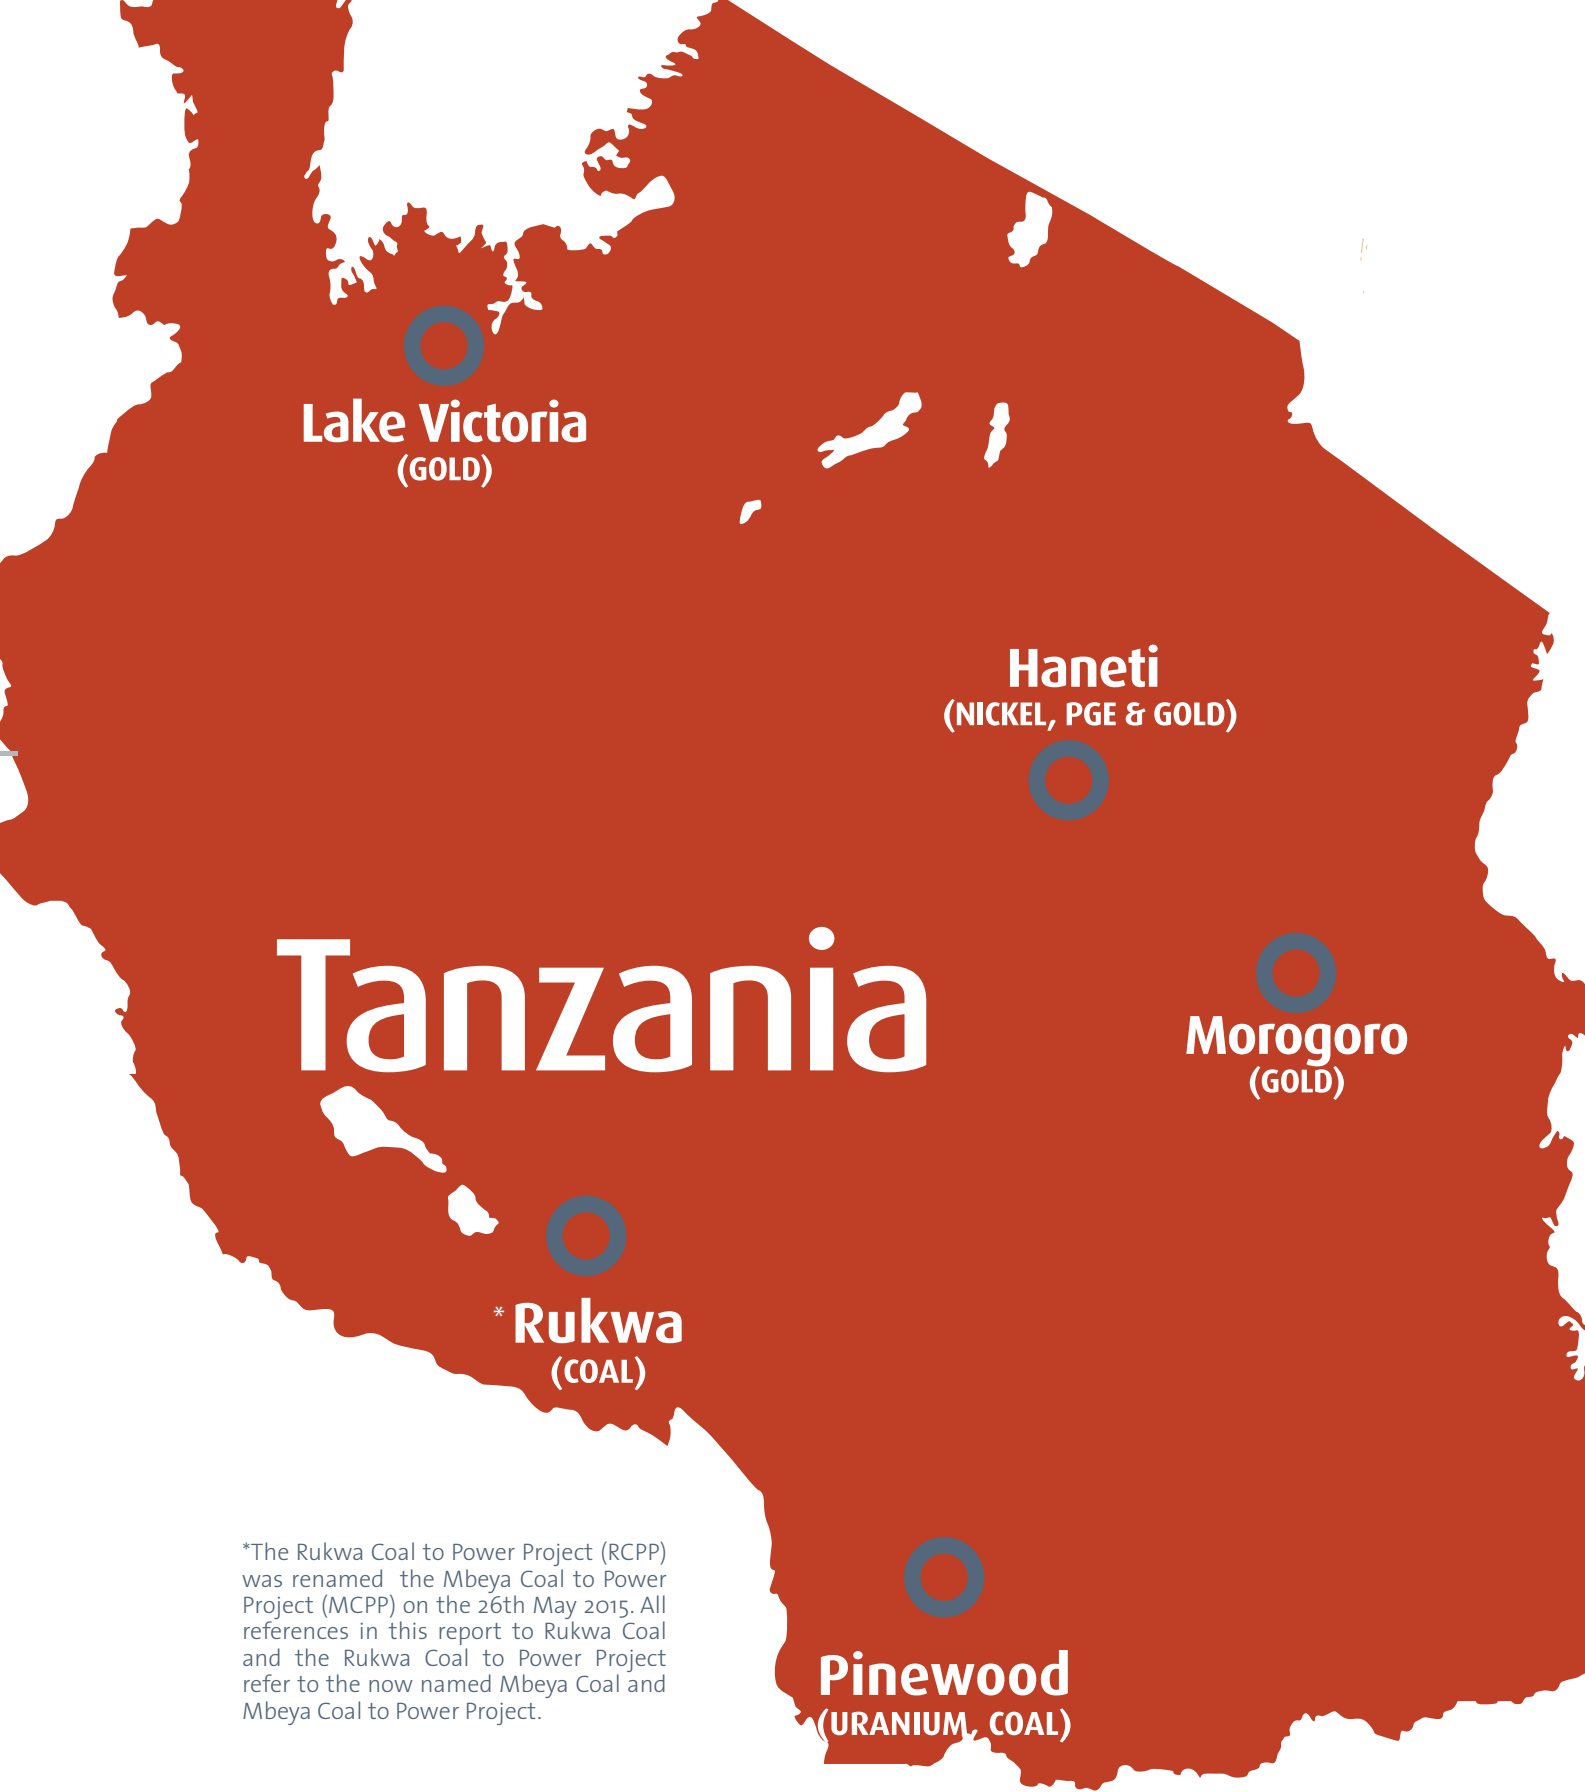 Lake Victoria
(GOLD)
Haneti
(NICKEL, PGE & GOLD)
Tanzania
Morogoro
(GOLD)
*Rukwa
(COAL)
*The Rukwa Coal to Power Project (RCPP)
was renamed the Mbeya Coal to Power
Project (MCPP) on the 26th May 2015. All
references in this report to Rukwa Coal
and the Rukwa Coal to Power Project
refer to the now named Mbeya Coal and
Mbeya Coal to Power Project.
Pinewood
(URANIUM, COAL)